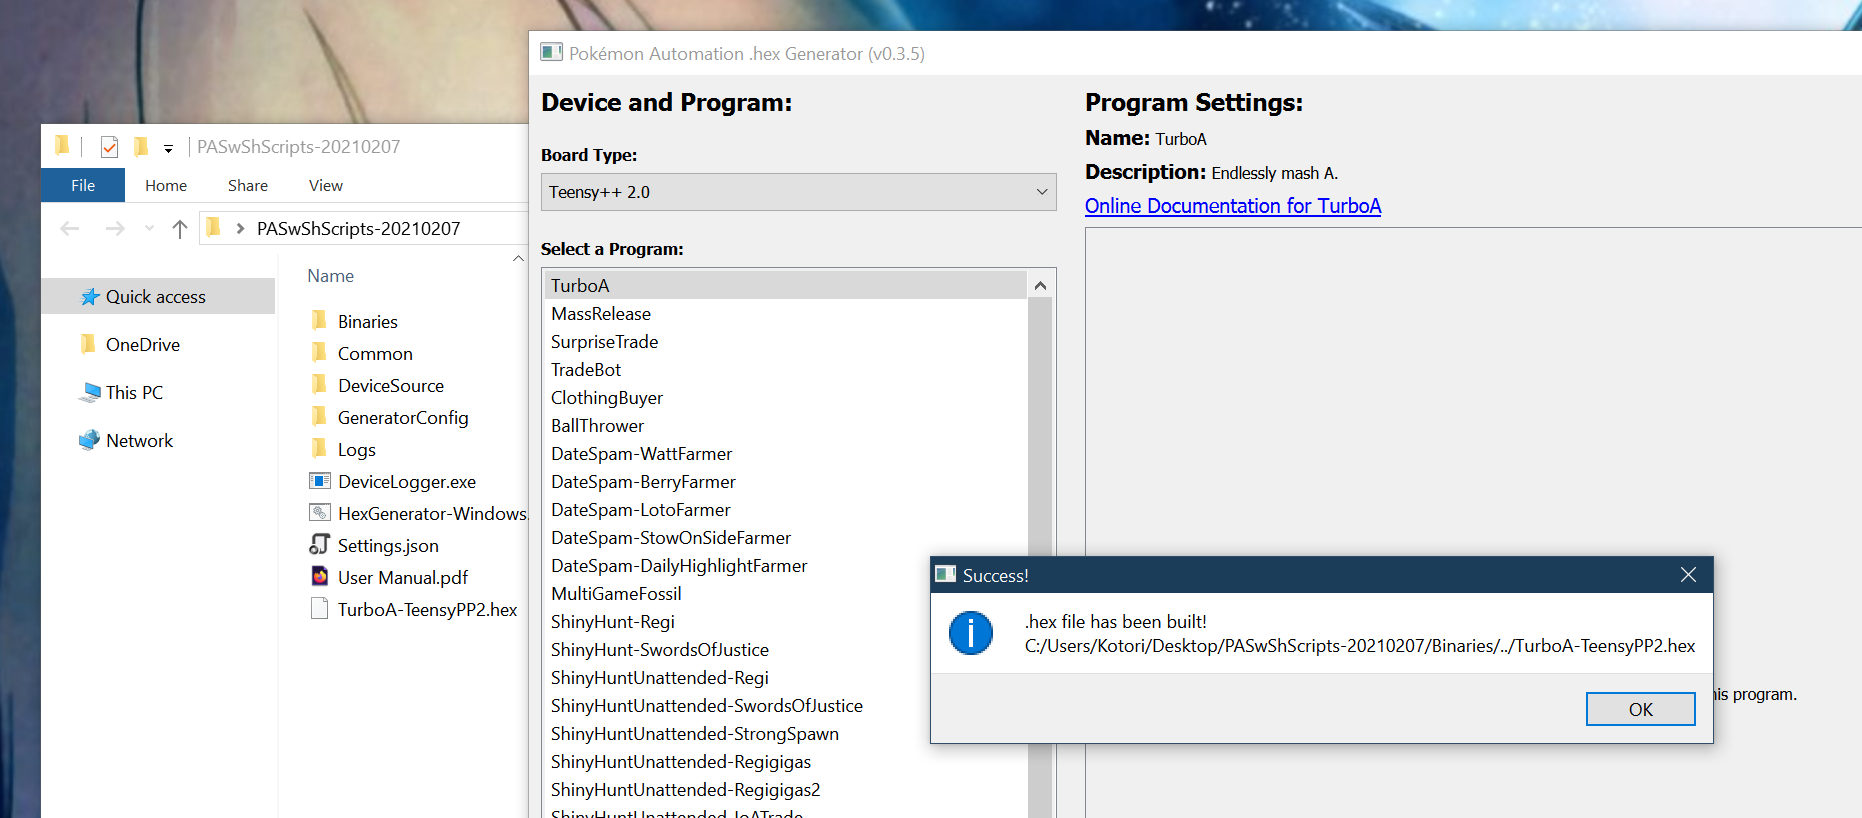 PASwShScripts-20210207
File
Home
Share
View
PASwShScripts-20210207
Quick access
OneDrive
This PC
Network
Name
Binaries
Common
DeviceSource
GeneratorConfig
Logs
DeviceLogger.exe
HexGenerator-Windows.
Settings.json
User Manual.pdf
TurboA-TeensyPP2.hex
Pokémon Automation .hex Generator (v0.3.5)
Device and Program:
Board Type:
Teensy++ 2.0
Select a Program:
TurboA
MassRelease
SurpriseTrade
TradeBot
ClothingBuyer
BallThrower
DateSpam-WattFarmer
DateSpam-BerryFarmer
DateSpam-LotoFarmer
DateSpam-StowOnSideFarmer
DateSpam-DailyHighlightFarmer
MultiGameFossil
ShinyHunt-Regi
ShinyHunt-SwordsOfJustice
ShinyHuntUnattended-Regi
ShinyHuntUnattended-SwordsOfJustice
ShinyHuntUnattended-StrongSpawn
ShinyHuntUnattended-Regigigas
ShinyHuntUnattended-Regigigas2
ShinyHuntUnattended-IoATrade
Program Settings:
Name: TurboA
Description: Endlessly mash A.
Online Documentation for TurboA
Success!
.hex file has been built!
C:/Users/Kotori/Desktop/PASwShScripts-20210207/Binaries/../TurboA-TeensyPP2.hex
OK
his program.